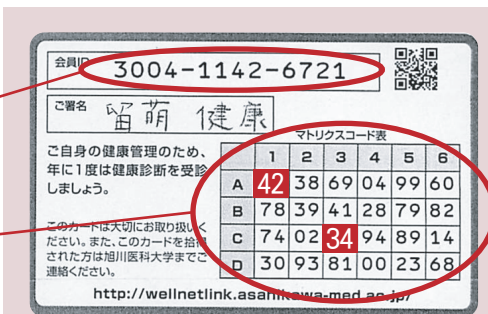 会員ID 3004-1142-6721
ご署名 留萌 健康
マトリクスコード表
ご自身の健康管理のため、
年に1度は健康診断を受診
しましょう。
このカードは大切にお取り扱いく
ださい。また、このカードを拾得
された方は旭川医科大学までご
連絡ください。
1 2 3 4 5 6
A 42 38 69 04 99 60
B 78 39 41 28 79 82
C 74 02 34 94 89 14
D 30 93 81 00 23 68
http://wellnetlink.asahikawa-med.ac.jp/